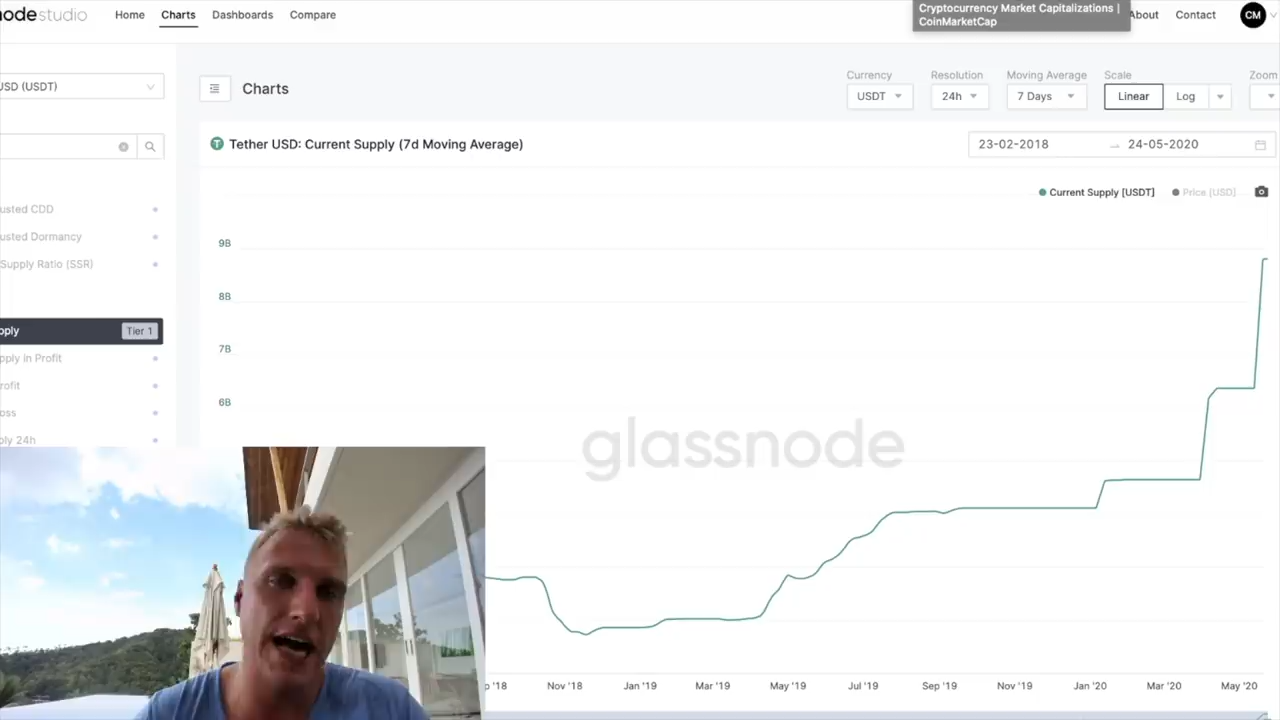 nodestudio
Home
Charts
Dashboards
Compare
Cryptocurrency Market Capitalizations |
CoinMarketCap
About
Contact
CM
USD (USDT)
Charts
Currency
USDT
Resolution
24h
Moving Average
7 Days
Scale
Linear
Log
Zoom
Tether USD: Current Supply (7d Moving Average)
23-02-2018
24-05-2020
Current Supply [USDT]
Price [USD]
usted CDD
usted Dormancy
Supply Ratio (SSR)
pply
Tier 1
pply in Profit
rofit
oss
ply 24h
9B
8B
7B
6B
glassnode
p '18
Nov '18
Jan '19
Mar '19
May '19
Jul '19
Sep '19
Nov '19
Jan '20
Mar '20
May '20